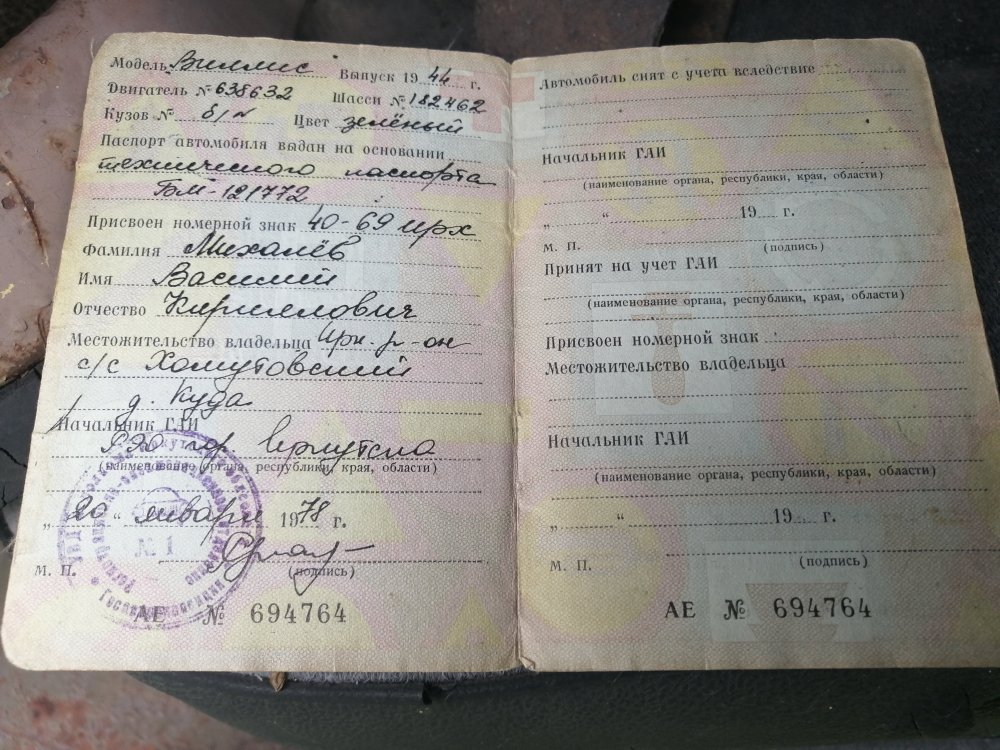 Модель Виллис Выпуск 1944 г.
Двигатель № 638632 Шасси № 182462
Кузов № б/н Цвет зелёный
Паспорт автомобиля выдан на основании
технического паспорта
ГоМ-121772
Присвоен номерной знак 40-69 ирх
Фамилия Михалёв
Имя Василий
Отчество Кириллович
Местожительство владельца Ирк. р-он
с/с Хомутовский
д. Куда
Начальник ГАИ
РЭО гор Иркутска
(наименование органа, республики, края, области)
„20“ января 1978 г.
№ 1
М. П. (подпись)
АЕ № 694764
Автомобиль снят с учета вследствие
Начальник ГАИ
(наименование органа, республики, края, области)
„ “ 19 г.
М. П. (подпись)
Принят на учет ГАИ
(наименование органа, республики, края, области)
Присвоен номерной знак
Местожительство владельца
Начальник ГАИ
(наименование органа, республики, края, области)
„ “ 19 г.
М. П. (подпись)
АЕ № 694764